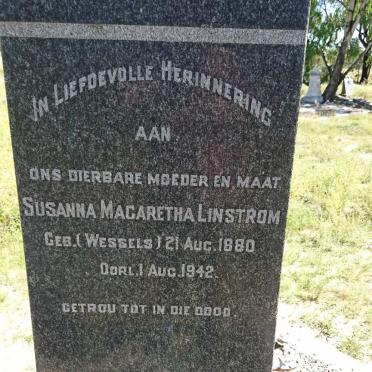 In Liefdevolle Herinnering
AAN
ONS DIERBARE MOEDER EN MAAT
SUSANNA MAGARETHA LINSTROM
GEB. (WESSELS) 21 AUG. 1880
OORL. 1 AUG. 1942.
GETROU TOT IN DIE DOOD.